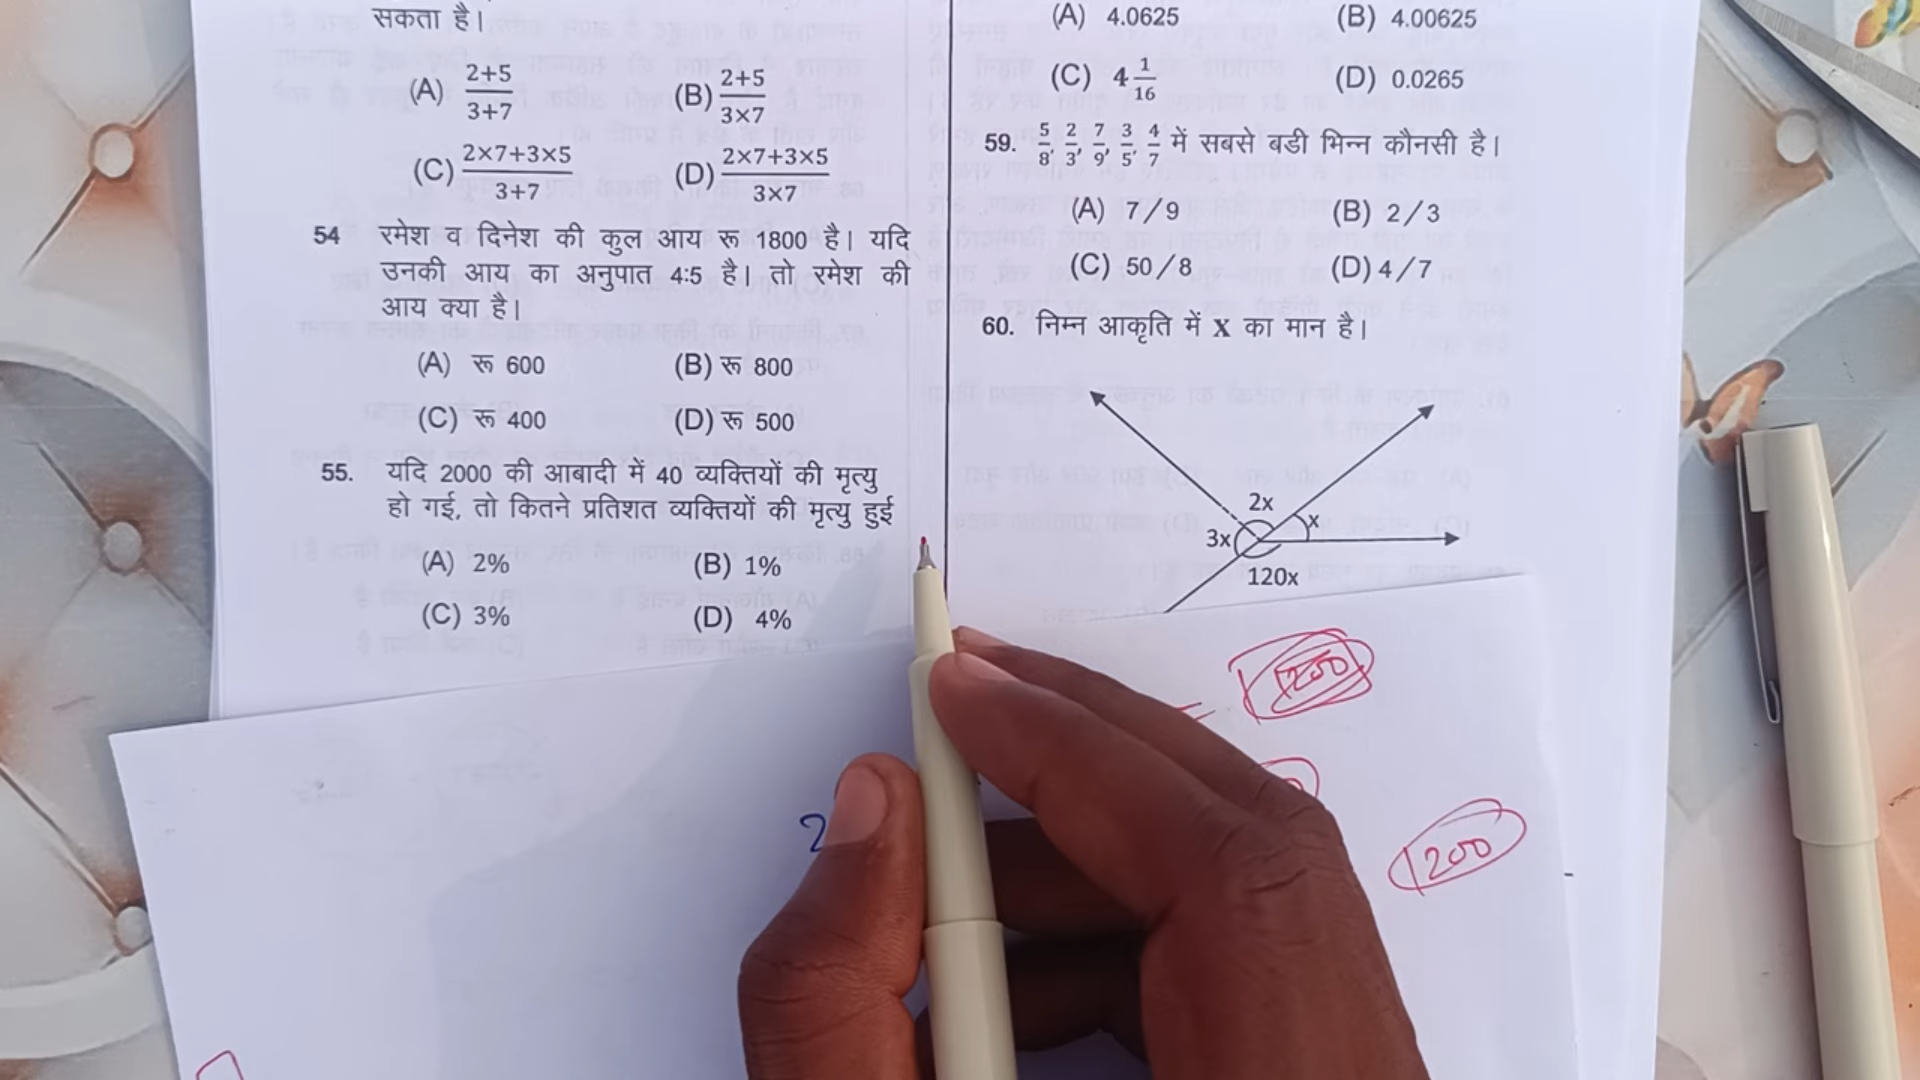 सकता है।
(A) 2+5/3+7
(B) 2+5/3×7
(C) 2×7+3×5/3+7
(D) 2×7+3×5/3×7
54 रमेश व दिनेश की कुल आय रू 1800 है। यदि
उनकी आय का अनुपात 4:5 है। तो रमेश की
आय क्या है।
(A) रू 600
(B) रू 800
(C) रू 400
(D) रू 500
55. यदि 2000 की आबादी में 40 व्यक्तियों की मृत्यु
हो गई, तो कितने प्रतिशत व्यक्तियों की मृत्यु हुई
(A) 2%
(B) 1%
(C) 3%
(D) 4%
(A) 4.0625
(B) 4.00625
(C) 4 1/16
(D) 0.0265
59. 5/8, 2/3, 7/9, 3/5, 4/7 में सबसे बडी भिन्न कौनसी है।
(A) 7/9
(B) 2/3
(C) 50/8
(D) 4/7
60. निम्न आकृति में X का मान है।
2x
x
3x
120x
1200
1200
2